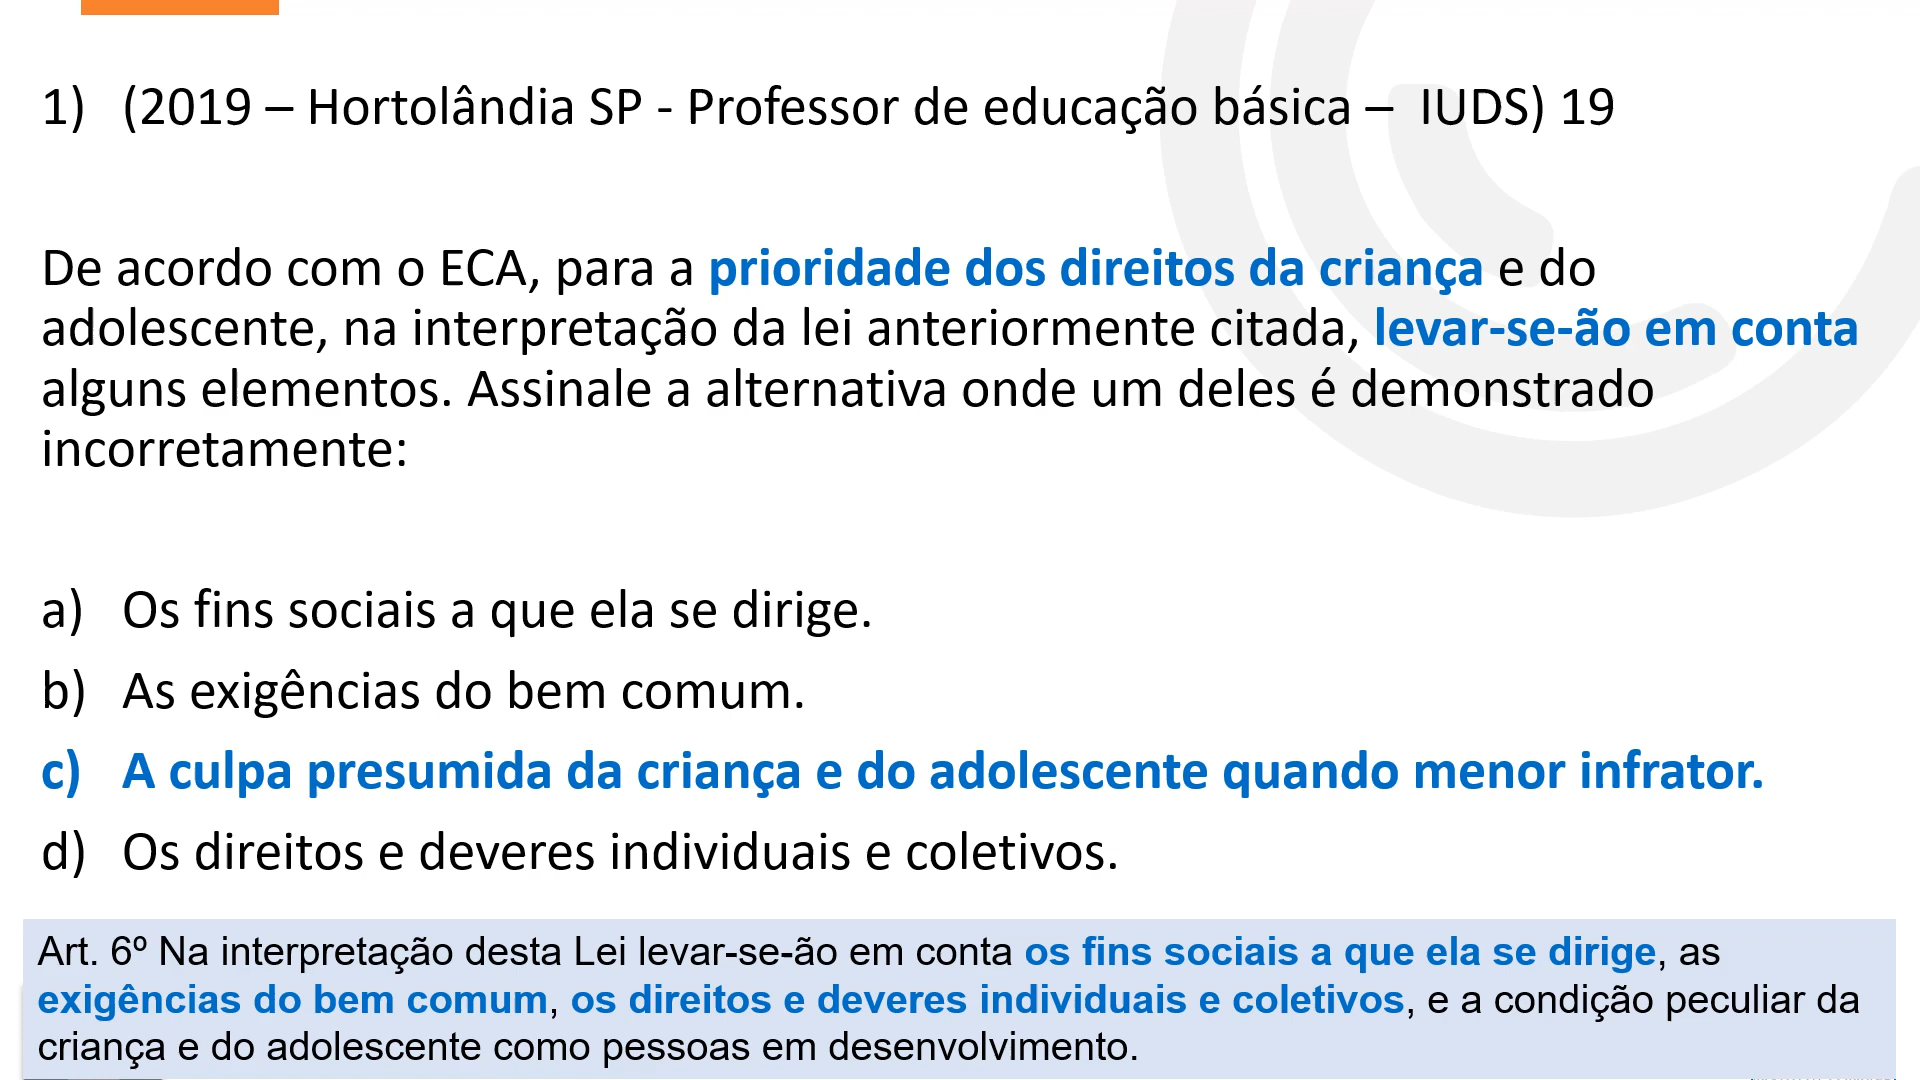 1) (2019 – Hortolândia SP - Professor de educação básica – IUDS) 19
De acordo com o ECA, para a prioridade dos direitos da criança e do
adolescente, na interpretação da lei anteriormente citada, levar-se-ão em conta
alguns elementos. Assinale a alternativa onde um deles é demonstrado
incorretamente:
a) Os fins sociais a que ela se dirige.
b) As exigências do bem comum.
c) A culpa presumida da criança e do adolescente quando menor infrator.
d) Os direitos e deveres individuais e coletivos.
Art. 6º Na interpretação desta Lei levar-se-ão em conta os fins sociais a que ela se dirige, as
exigências do bem comum, os direitos e deveres individuais e coletivos, e a condição peculiar da
criança e do adolescente como pessoas em desenvolvimento.